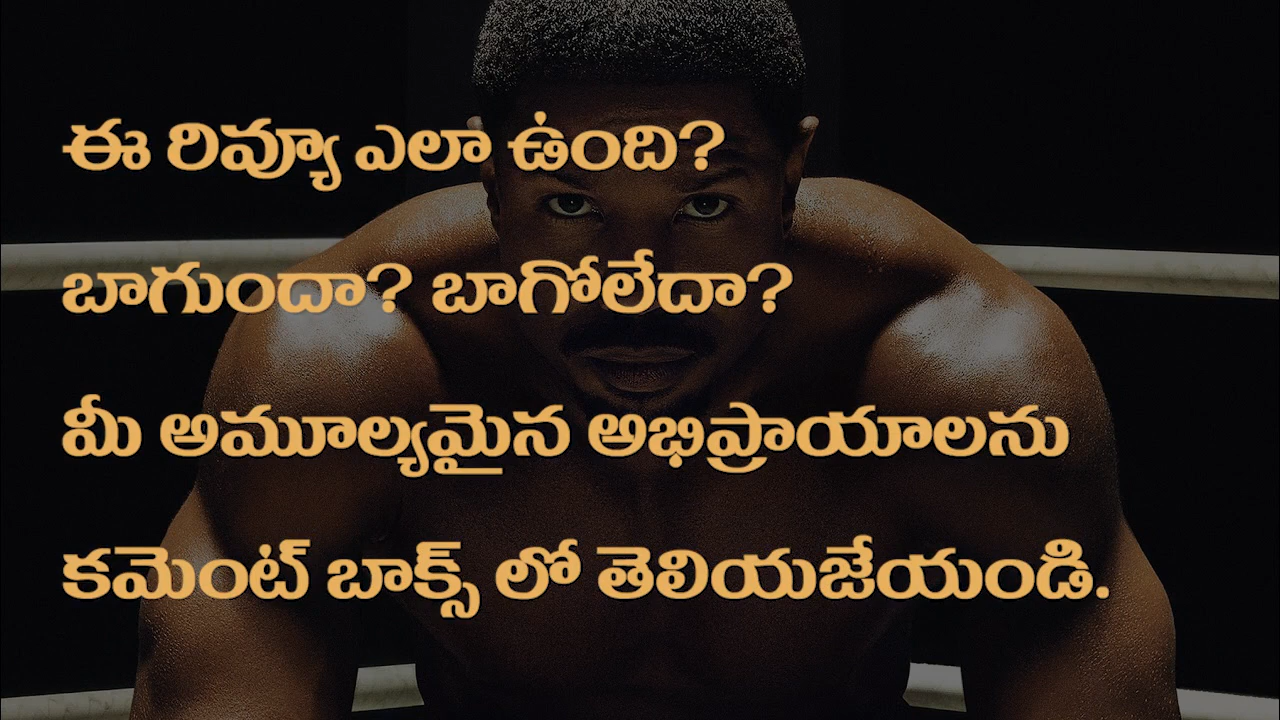 ఈ రివ్యూ ఎలా ఉంది?
బాగుందా? బాగోలేదా?
మీ అమూల్యమైన అభిప్రాయాలను
కమెంట్ బాక్స్ లో తెలియజేయండి.